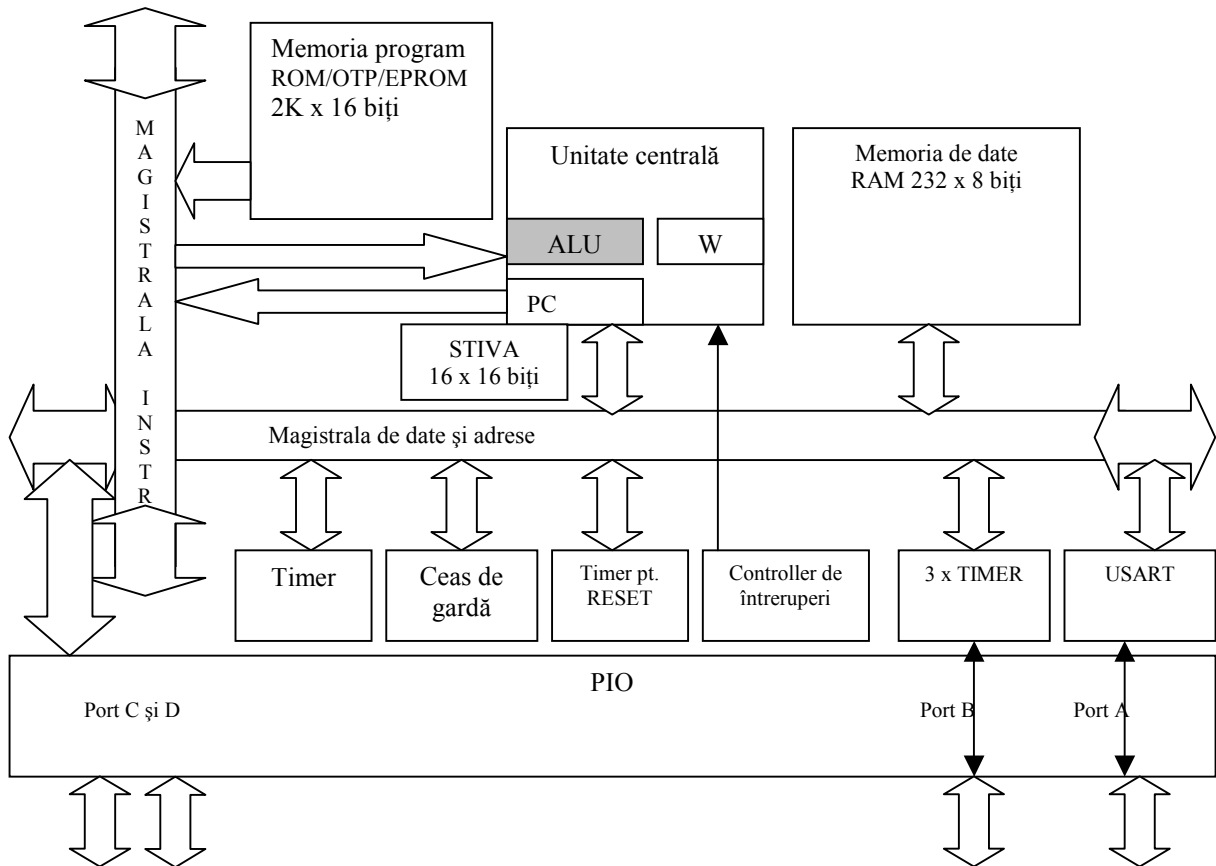 Memoria program
ROM/OTP/EPROM
2K x 16 biți
MAGISTRALA INSTR
Unitate centrală
Memoria de date
RAM 232 x 8 biți
ALU
W
PC
STIVA
16 x 16 biți
Magistrala de date și adrese
Timer
Ceas de
gardă
Timer pt.
RESET
Controller de
întreruperi
3 x TIMER
USART
PIO
Port C și D
Port B
Port A